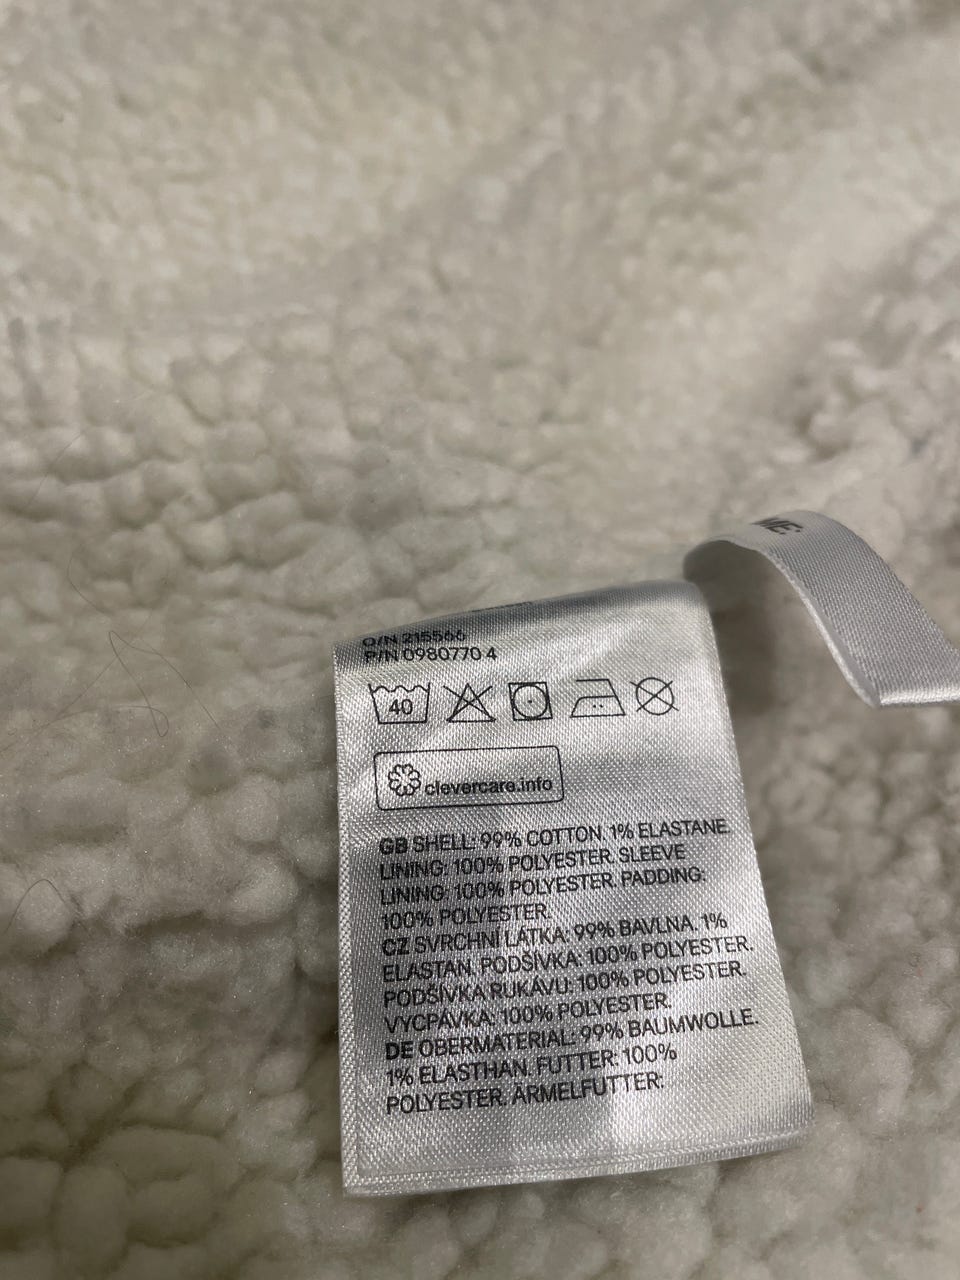 O/N 215566
P/N 0980770 4
40
clevercare.info
GB SHELL: 99% COTTON. 1% ELASTANE.
LINING: 100% POLYESTER. SLEEVE
LINING: 100% POLYESTER. PADDING:
100% POLYESTER.
CZ SVRCHNÍ LÁTKA: 99% BAVLNA. 1%
ELASTAN. PODŠÍVKA: 100% POLYESTER.
PODŠÍVKA RUKÁVU: 100% POLYESTER.
VYCPÁVKA: 100% POLYESTER.
DE OBERMATERIAL: 99% BAUMWOLLE.
1% ELASTHAN. FUTTER: 100%
POLYESTER. ÄRMELFUTTER: